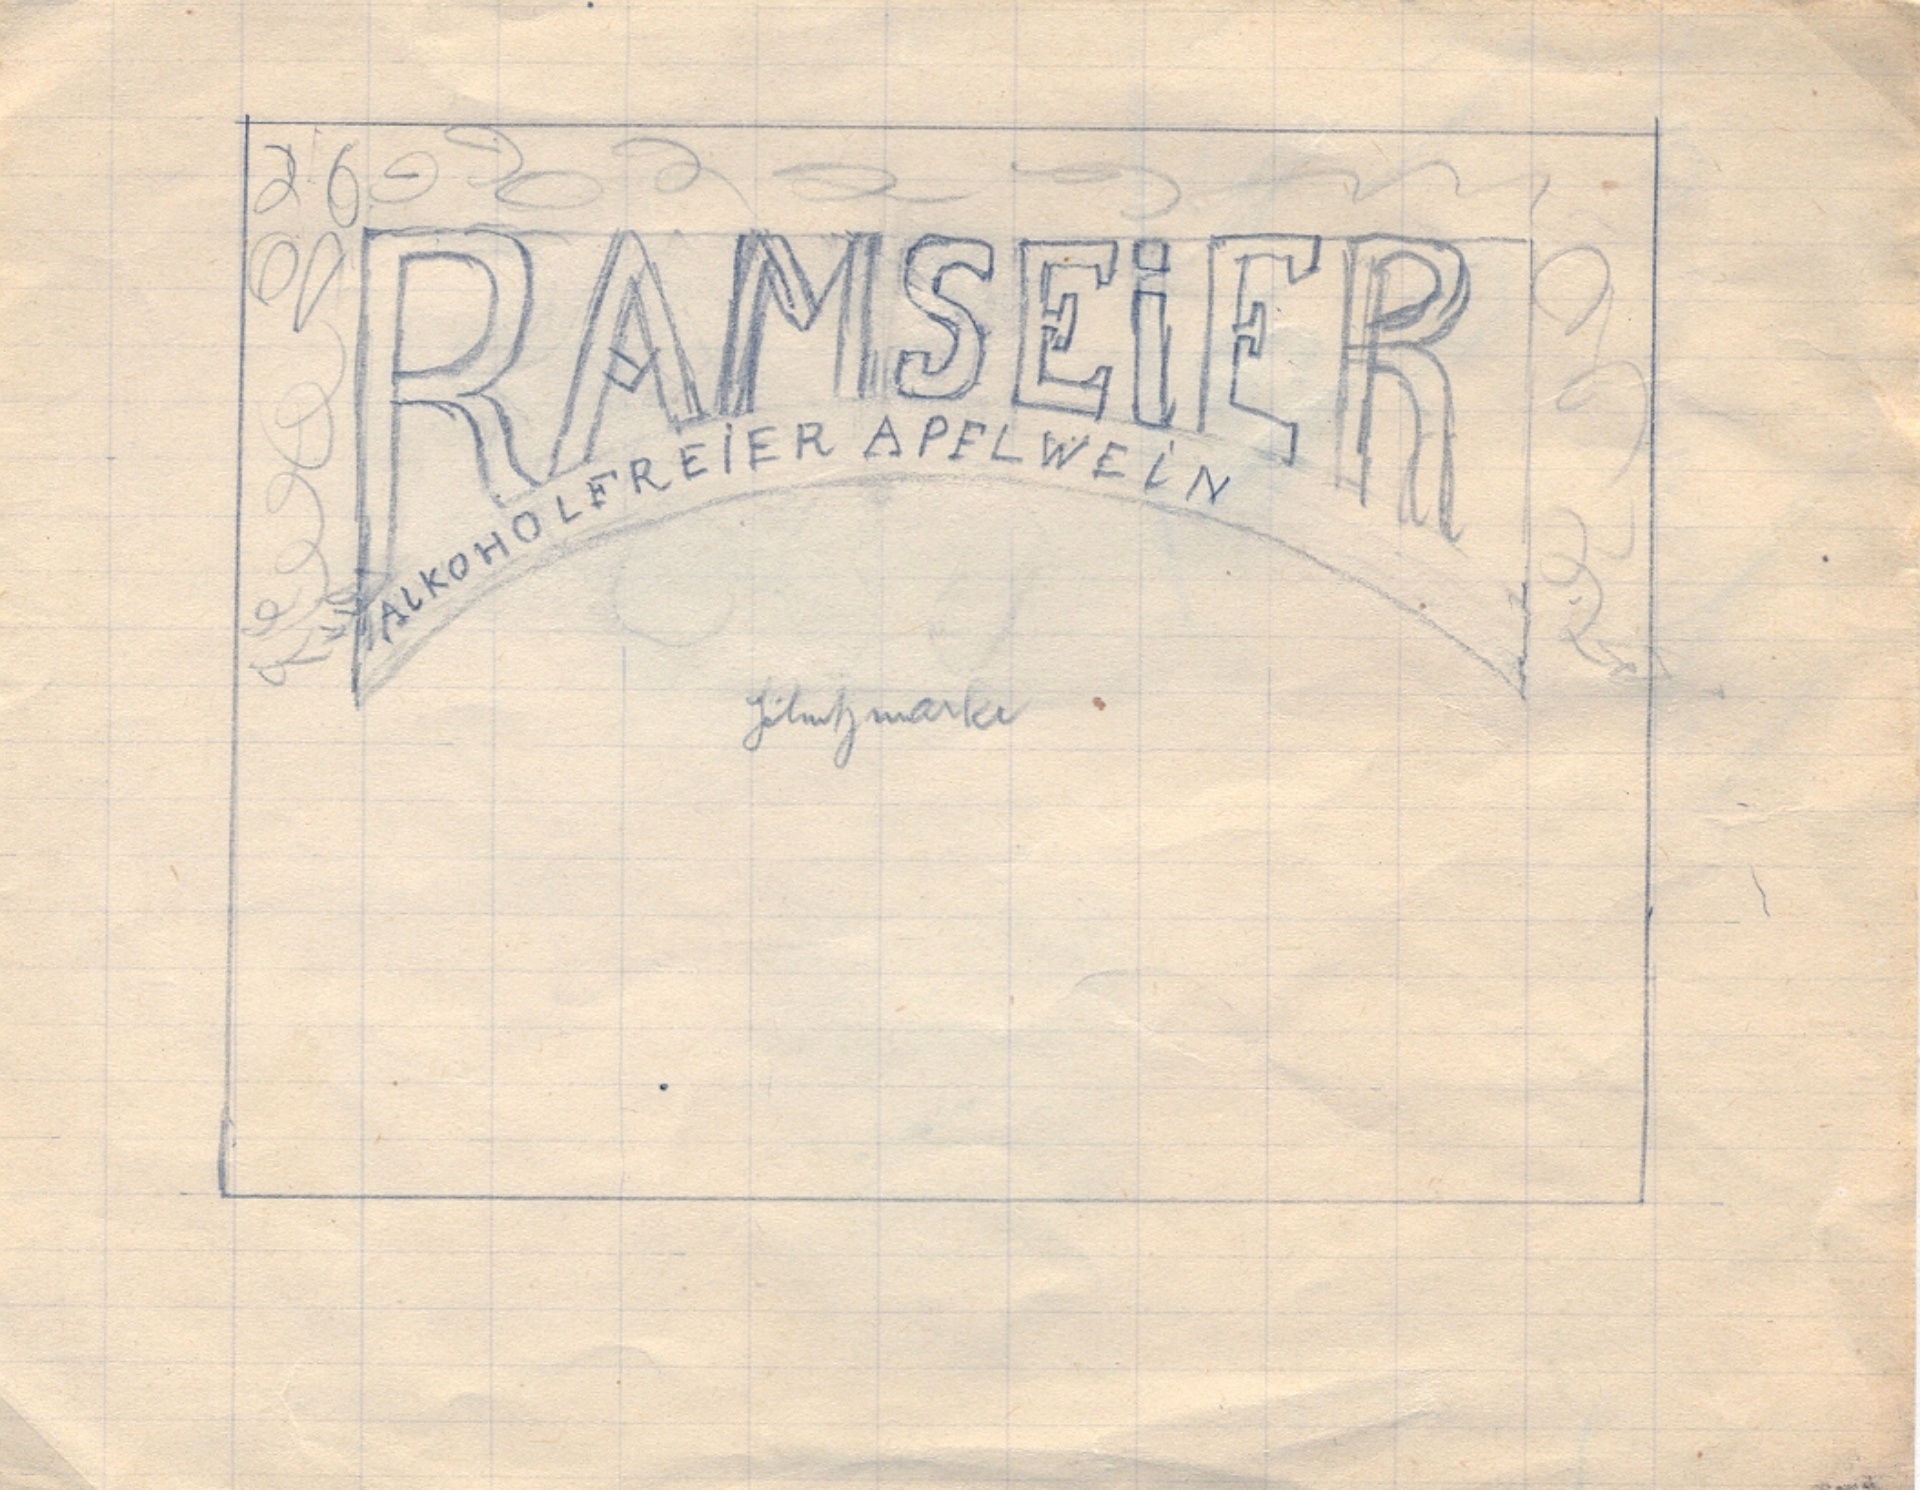 RAMSEiER
ALKOHOLFREiER APFLWEiN
Schutzmarke